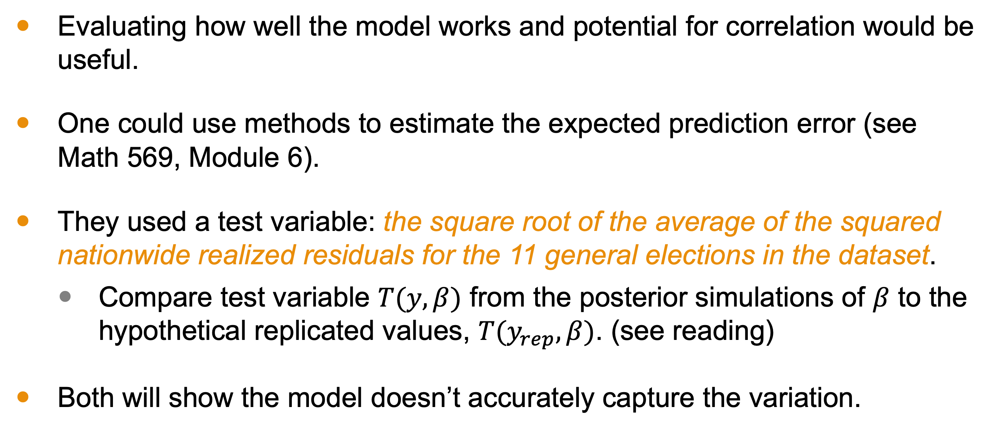 • Evaluating how well the model works and potential for correlation would be
useful.
• One could use methods to estimate the expected prediction error (see
Math 569, Module 6).
• They used a test variable: the square root of the average of the squared
nationwide realized residuals for the 11 general elections in the dataset.
• Compare test variable 𝑇(𝑦, 𝛽) from the posterior simulations of 𝛽 to the
hypothetical replicated values, 𝑇(𝑦_{𝑟𝑒𝑝}, 𝛽). (see reading)
• Both will show the model doesn’t accurately capture the variation.